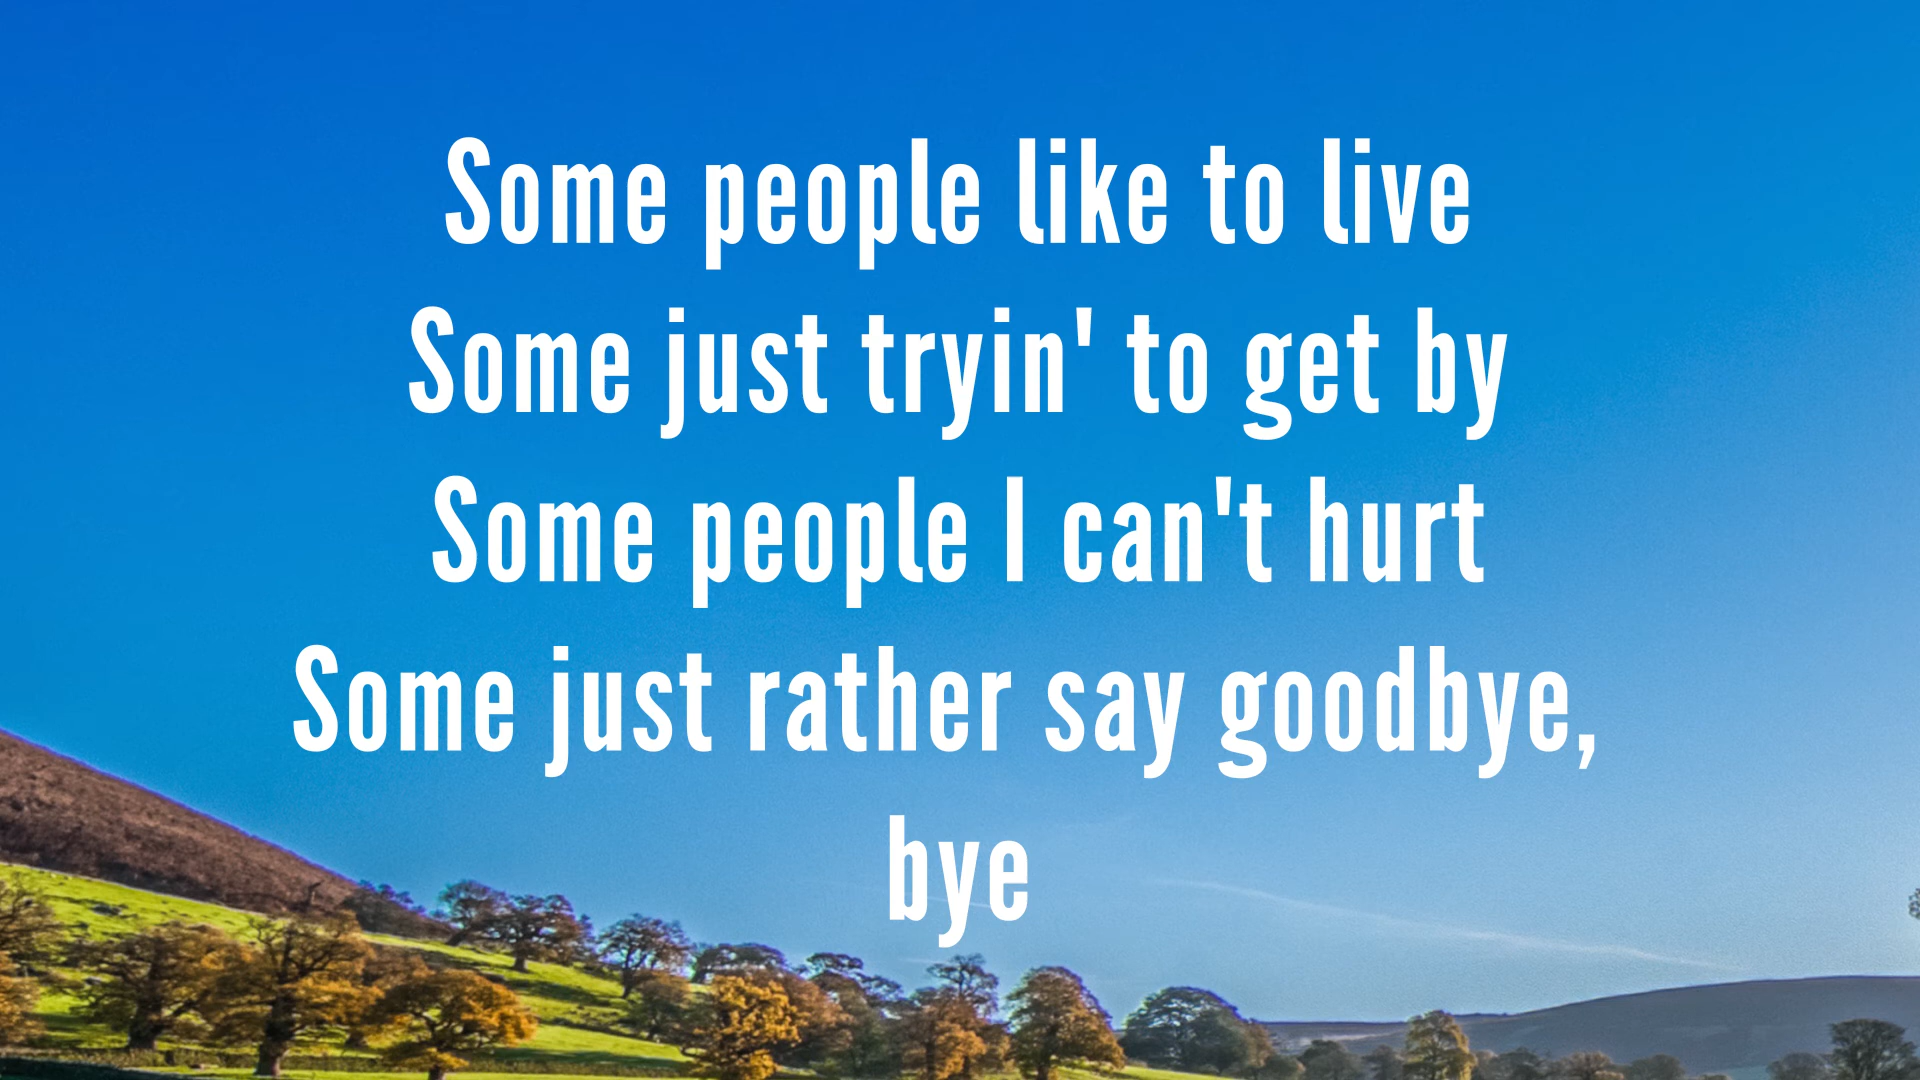 Some people like to live
Some just tryin' to get by
Some people I can't hurt
Some just rather say goodbye,
bye